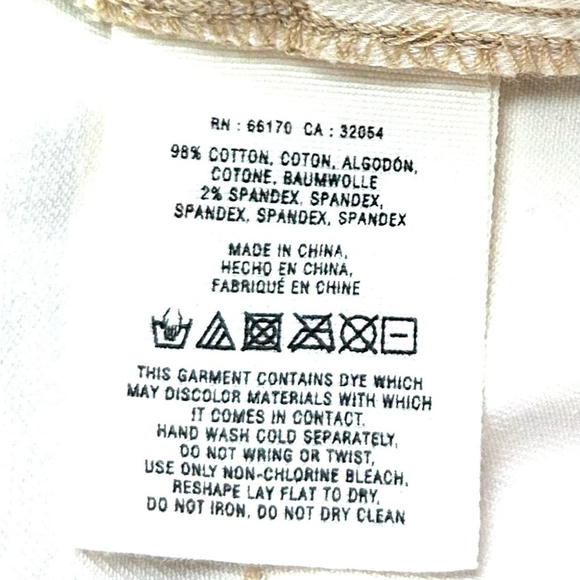 RN : 66170 CA : 32054
98% COTTON, COTON, ALGODÓN,
COTONE, BAUMWOLLE
2% SPANDEX, SPANDEX,
SPANDEX, SPANDEX, SPANDEX
MADE IN CHINA,
HECHO EN CHINA,
FABRIQUÉ EN CHINE
THIS GARMENT CONTAINS DYE WHICH
MAY DISCOLOR MATERIALS WITH WHICH
IT COMES IN CONTACT.
HAND WASH COLD SEPARATELY,
DO NOT WRING OR TWIST,
USE ONLY NON-CHLORINE BLEACH,
RESHAPE LAY FLAT TO DRY,
DO NOT IRON, DO NOT DRY CLEAN